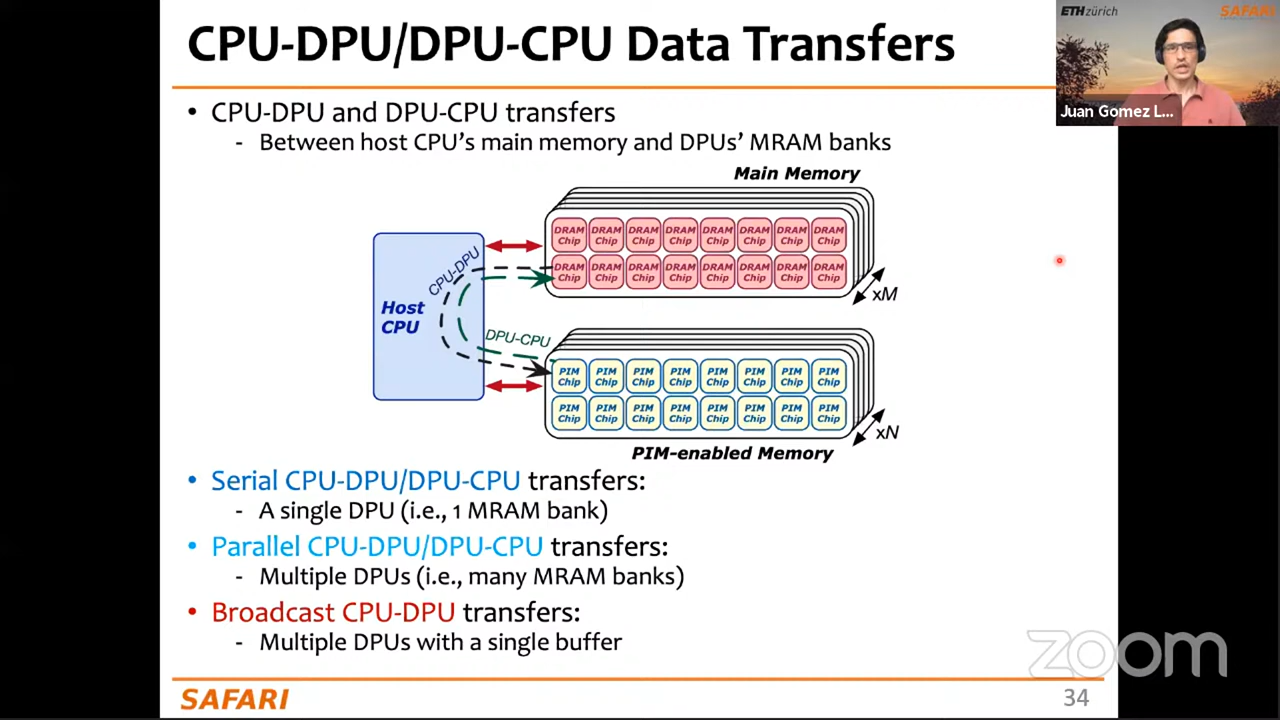 CPU-DPU/DPU-CPU Data Transfers
ETH zürich
SAFARI
Juan Gomez L...
• CPU-DPU and DPU-CPU transfers
- Between host CPU's main memory and DPUs' MRAM banks
Main Memory
DRAM Chip DRAM Chip DRAM Chip DRAM Chip DRAM Chip DRAM Chip DRAM Chip DRAM Chip
DRAM Chip DRAM Chip DRAM Chip DRAM Chip DRAM Chip DRAM Chip DRAM Chip DRAM Chip
xM
CPU-DPU
Host
CPU
DPU-CPU
PIM Chip PIM Chip PIM Chip PIM Chip PIM Chip PIM Chip PIM Chip PIM Chip
PIM Chip PIM Chip PIM Chip PIM Chip PIM Chip PIM Chip PIM Chip PIM Chip
xN
PIM-enabled Memory
• Serial CPU-DPU/DPU-CPU transfers:
- A single DPU (i.e., 1 MRAM bank)
• Parallel CPU-DPU/DPU-CPU transfers:
- Multiple DPUs (i.e., many MRAM banks)
• Broadcast CPU-DPU transfers:
- Multiple DPUs with a single buffer
zoom
SAFARI
34